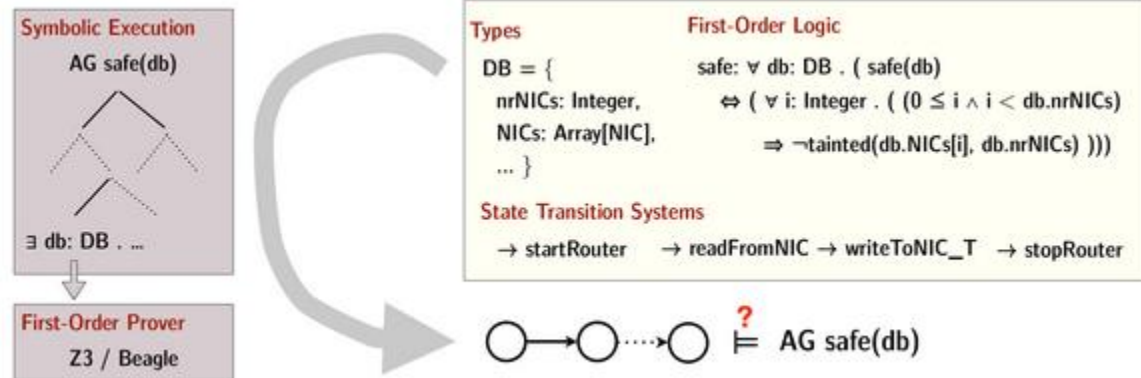 Symbolic Execution
AG safe(db)
∃ db: DB . ...
First-Order Prover
Z3 / Beagle
Types
DB = {
nrNICs: Integer,
NICs: Array[NIC],
... }
First-Order Logic
safe: ∀ db: DB . ( safe(db)
⇔ ( ∀ i: Integer . ( (0 ≤ i ∧ i < db.nrNICs)
⇒ ¬tainted(db.NICs[i], db.nrNICs) )))
State Transition Systems
→ startRouter → readFromNIC → writeToNIC_T → stopRouter
? ⊨ AG safe(db)